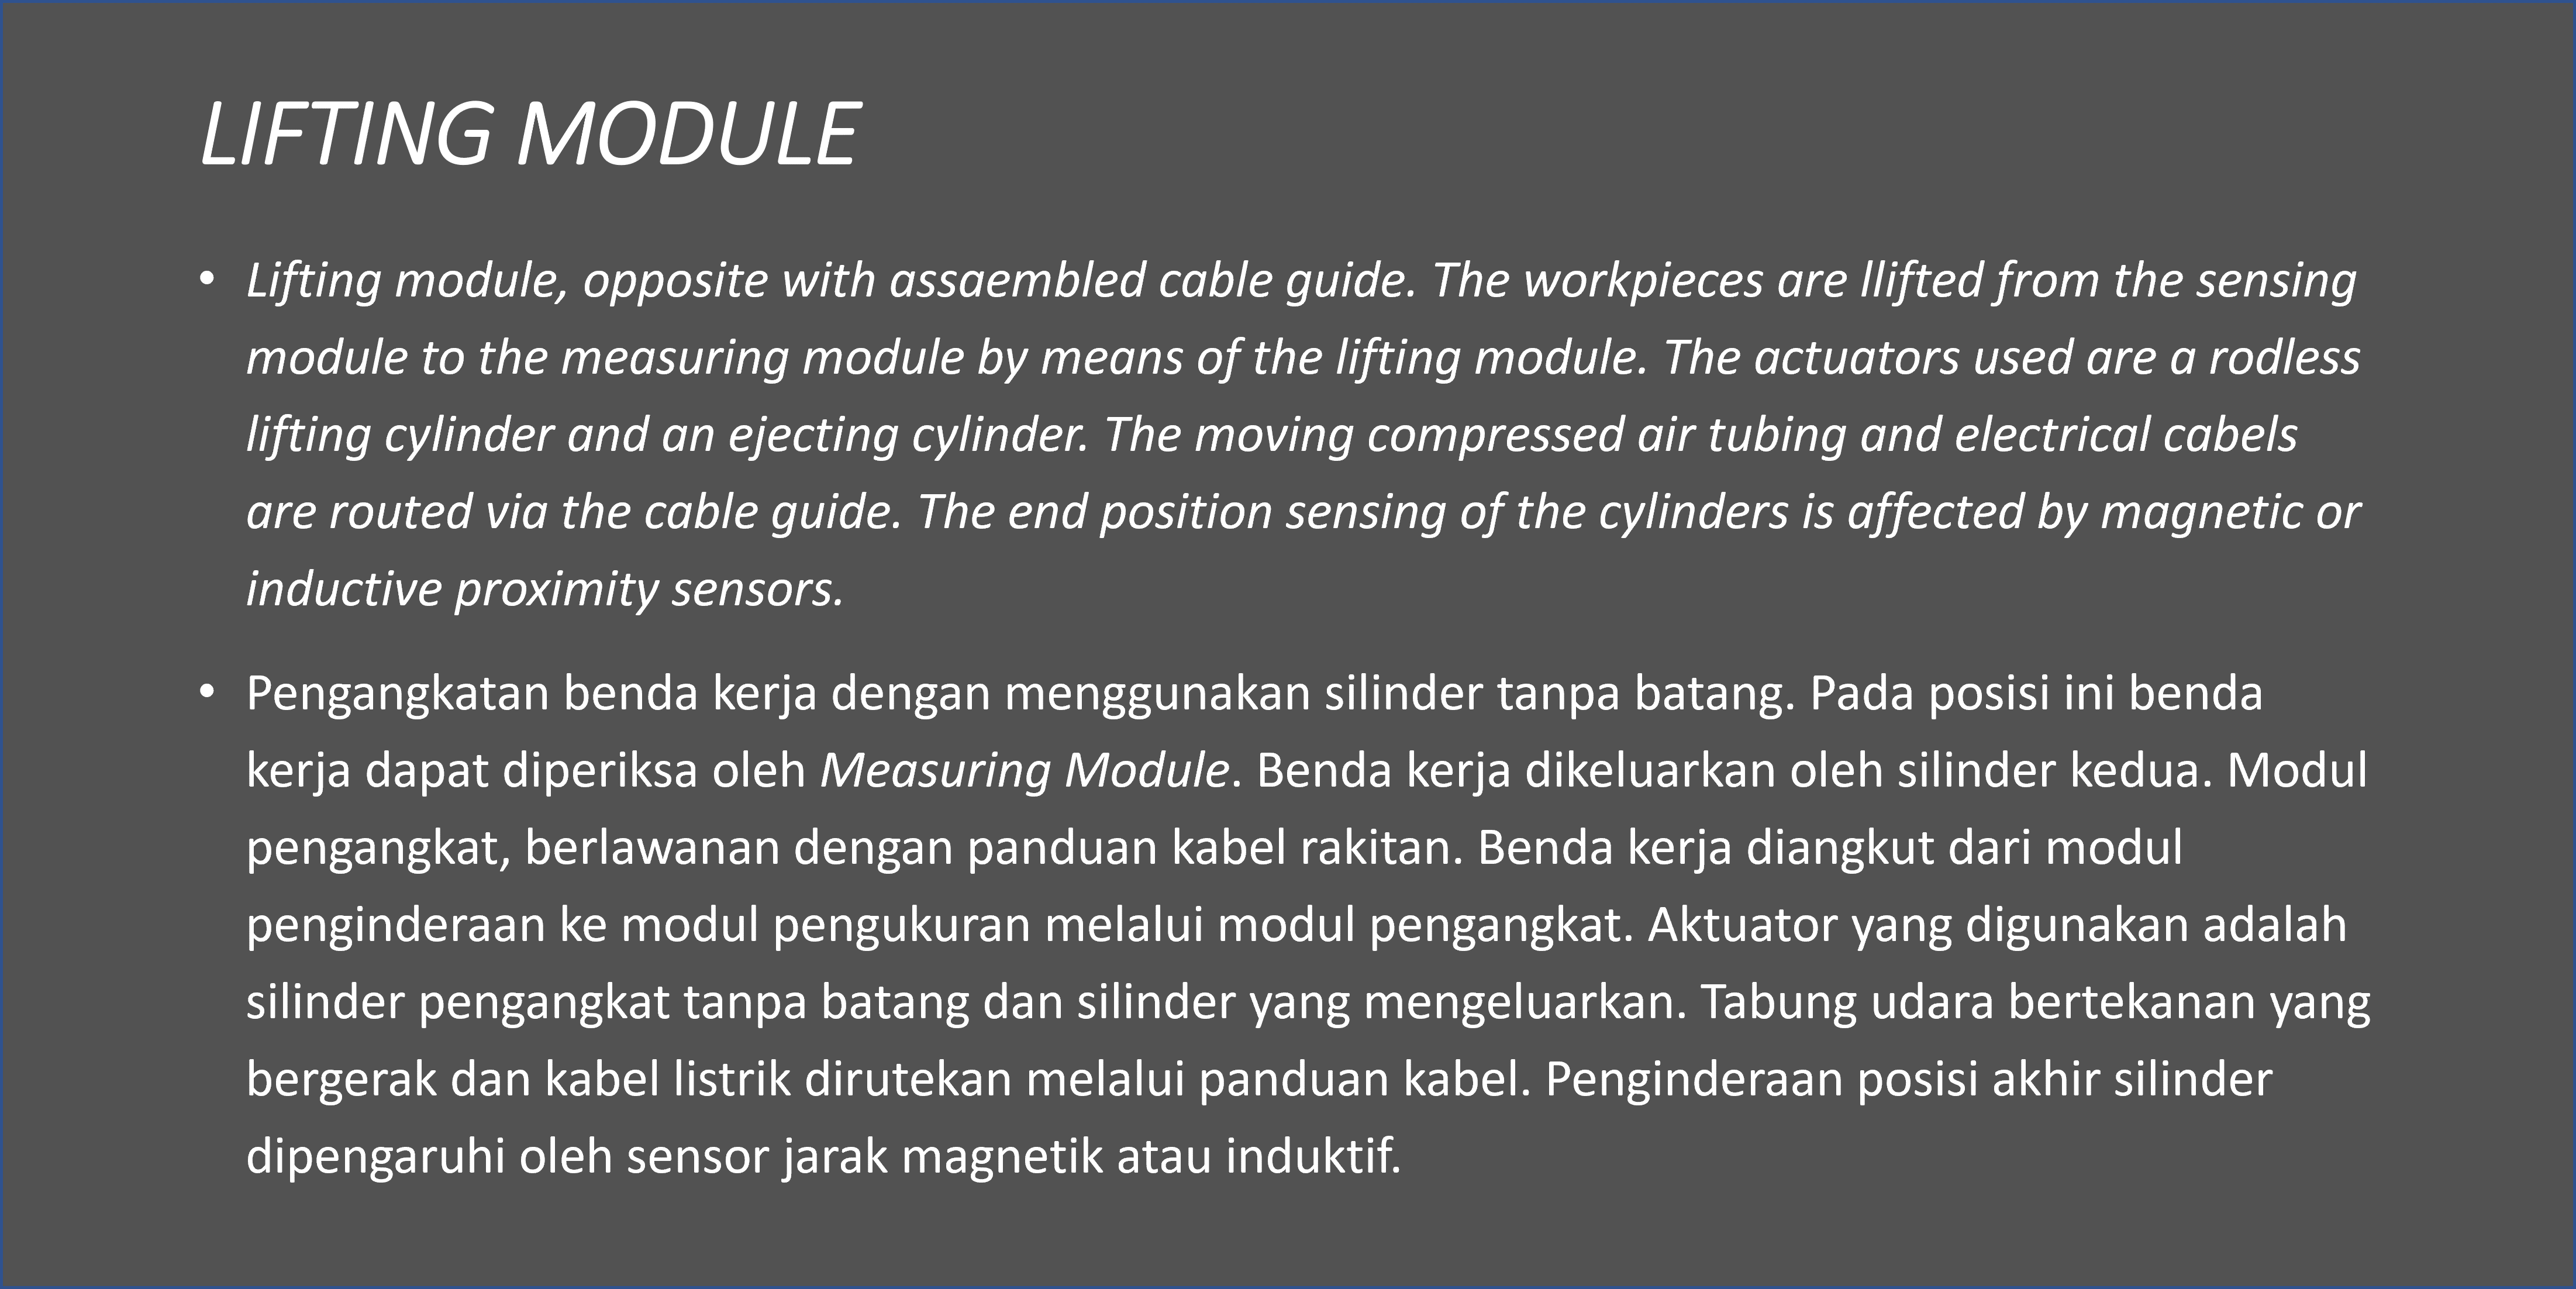 LIFTING MODULE
• Lifting module, opposite with assaembled cable guide. The workpieces are llifted from the sensing
module to the measuring module by means of the lifting module. The actuators used are a rodless
lifting cylinder and an ejecting cylinder. The moving compressed air tubing and electrical cabels
are routed via the cable guide. The end position sensing of the cylinders is affected by magnetic or
inductive proximity sensors.
• Pengangkatan benda kerja dengan menggunakan silinder tanpa batang. Pada posisi ini benda
kerja dapat diperiksa oleh Measuring Module. Benda kerja dikeluarkan oleh silinder kedua. Modul
pengangkat, berlawanan dengan panduan kabel rakitan. Benda kerja diangkut dari modul
penginderaan ke modul pengukuran melalui modul pengangkat. Aktuator yang digunakan adalah
silinder pengangkat tanpa batang dan silinder yang mengeluarkan. Tabung udara bertekanan yang
bergerak dan kabel listrik dirutekan melalui panduan kabel. Penginderaan posisi akhir silinder
dipengaruhi oleh sensor jarak magnetik atau induktif.